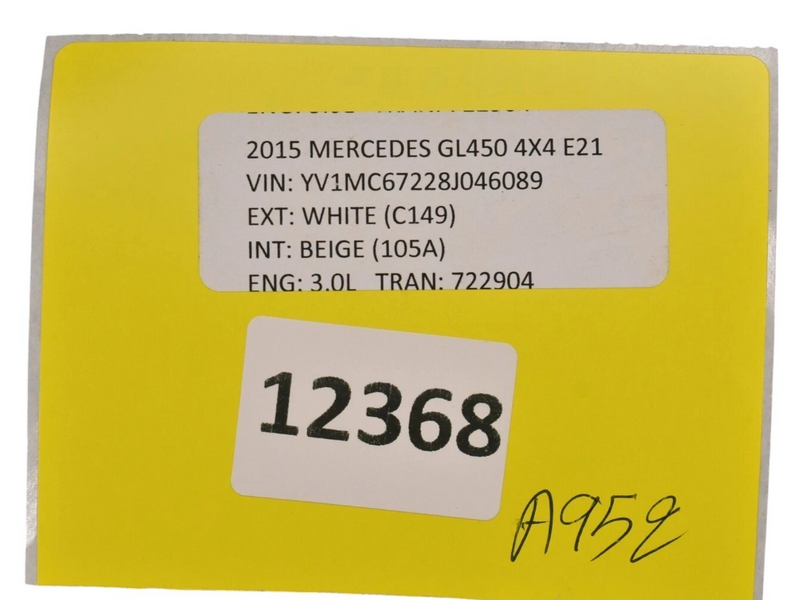 2015 MERCEDES GL450 4X4 E21
VIN: YV1MC67228J046089
EXT: WHITE (C149)
INT: BEIGE (105A)
ENG: 3.0L TRAN: 722904
12368
A952